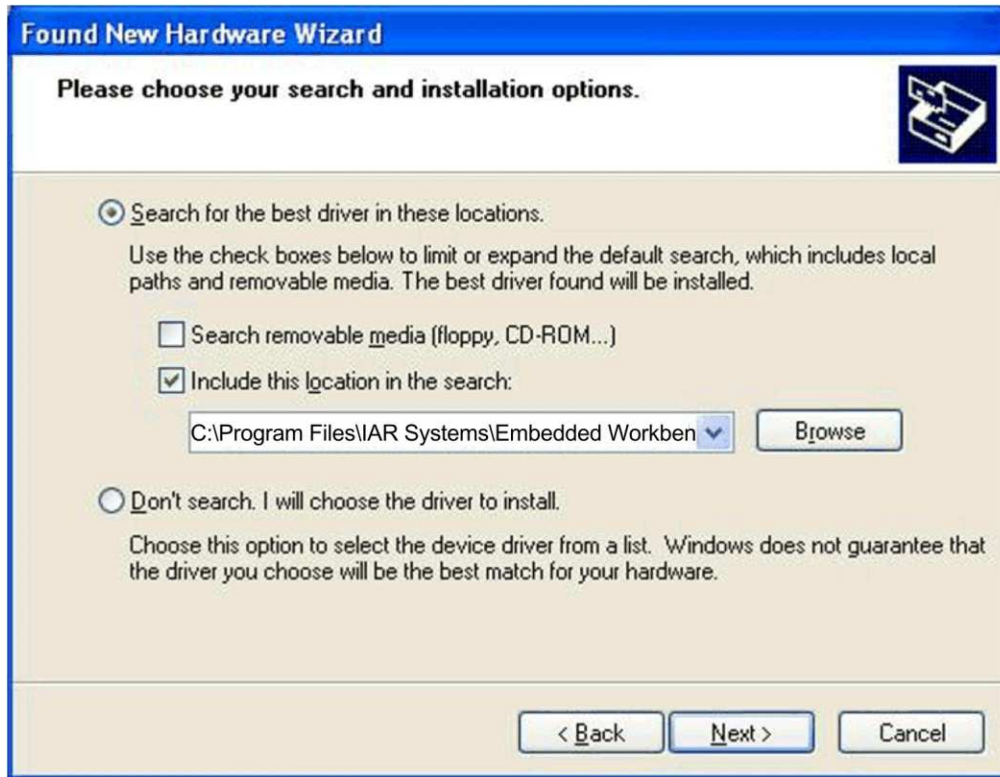 Found New Hardware Wizard
Please choose your search and installation options.
Search for the best driver in these locations.
Use the check boxes below to limit or expand the default search, which includes local
paths and removable media. The best driver found will be installed.
Search removable media (floppy, CD-ROM...)
Include this location in the search:
C:\Program Files\IAR Systems\Embedded Workben
Browse
Don't search. I will choose the driver to install.
Choose this option to select the device driver from a list. Windows does not guarantee that
the driver you choose will be the best match for your hardware.
< Back
Next >
Cancel